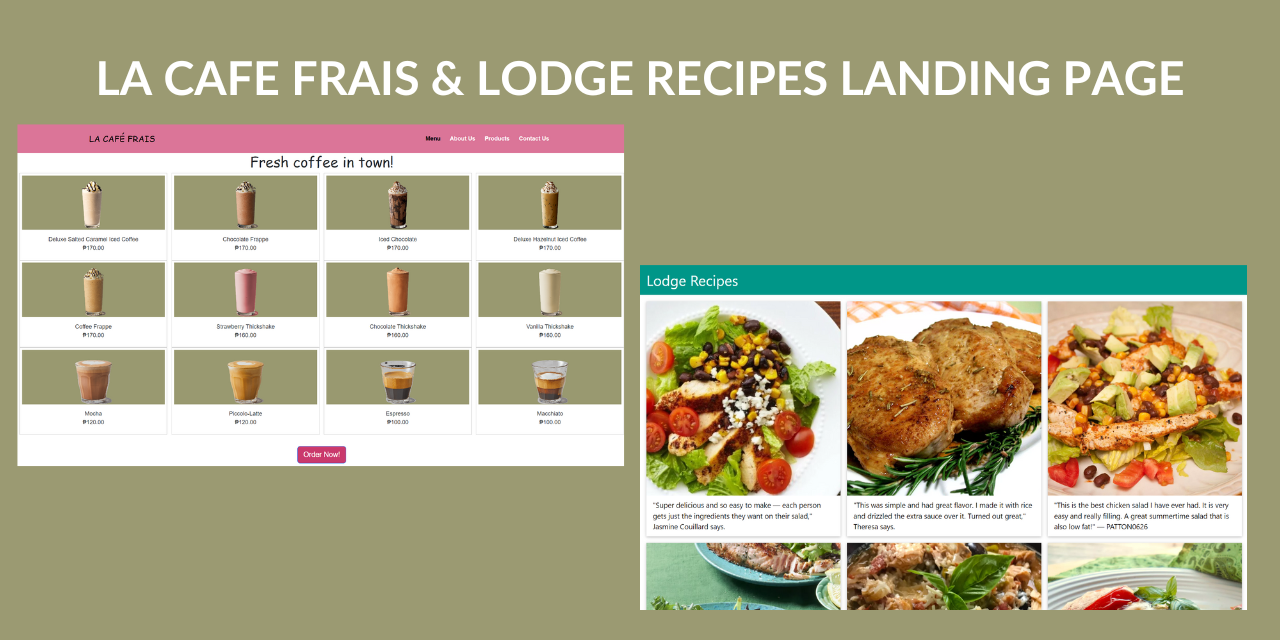 LA CAFE FRAIS & LODGE RECIPES LANDING PAGE
LA CAFÉ FRAIS
Menu About Us Products Contact Us
Fresh coffee in town!
Deluxe Salted Caramel Iced Coffee
₱170.00
Chocolate Frappe
₱170.00
Iced Chocolate
₱170.00
Deluxe Hazelnut Iced Coffee
₱170.00
Coffee Frappe
₱170.00
Strawberry Thickshake
₱160.00
Chocolate Thickshake
₱160.00
Vanilla Thickshake
₱160.00
Mocha
₱120.00
Piccolo-Latte
₱120.00
Espresso
₱100.00
Macchiato
₱100.00
Order Now!
Lodge Recipes
"Super delicious and so easy to make — each person
gets just the ingredients they want on their salad,"
Jasmine Couillard says.
"This was simple and had great flavor. I made it with rice
and drizzled the extra sauce over it. Turned out great,"
Theresa says.
"This is the best chicken salad I have ever had. It is very
easy and really filling. A great summertime salad that is
also low fat!" — PATTON0626